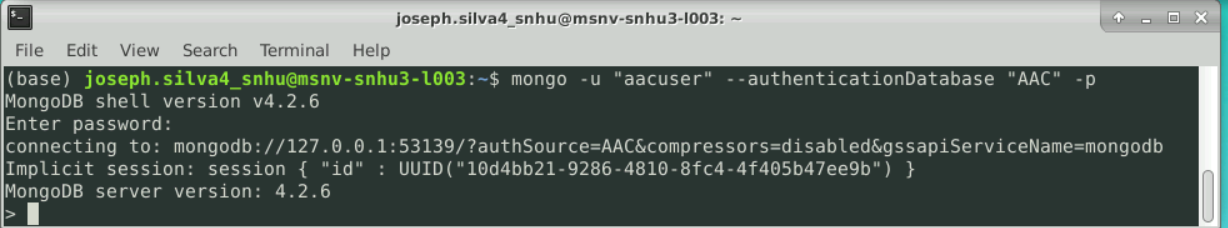 joseph.silva4_snhu@msnv-snhu3-l003: ~
File Edit View Search Terminal Help
(base) joseph.silva4_snhu@msnv-snhu3-l003:~$ mongo -u "aacuser" --authenticationDatabase "AAC" -p
MongoDB shell version v4.2.6
Enter password:
connecting to: mongodb://127.0.0.1:53139/?authSource=AAC&compressors=disabled&gssapiServiceName=mongodb
Implicit session: session { "id" : UUID("10d4bb21-9286-4810-8fc4-4f405b47ee9b") }
MongoDB server version: 4.2.6
>